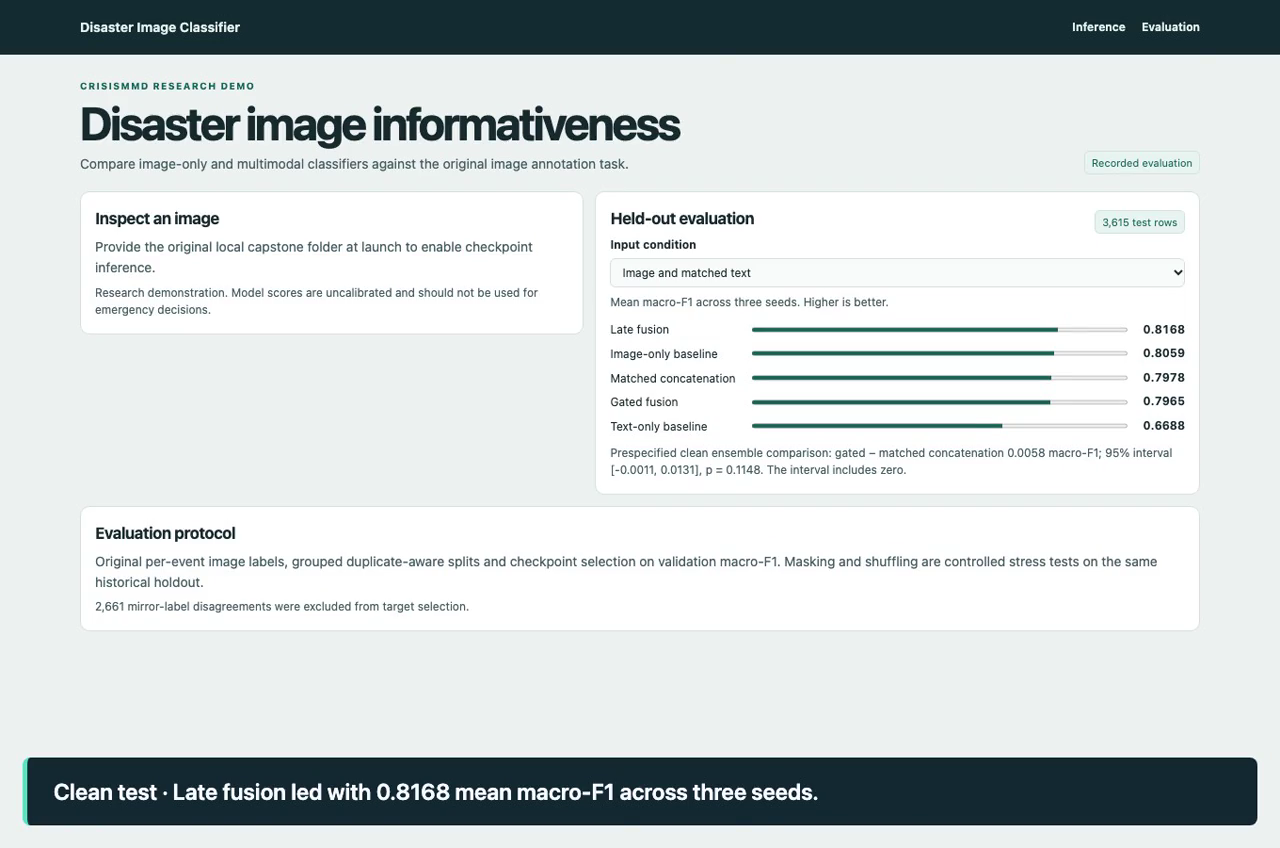 Disaster Image Classifier
Inference
Evaluation
CRISISMMD RESEARCH DEMO
Disaster image informativeness
Compare image-only and multimodal classifiers against the original image annotation task.
Recorded evaluation
Inspect an image
Provide the original local capstone folder at launch to enable checkpoint
inference.
Research demonstration. Model scores are uncalibrated and should not be used for
emergency decisions.
Held-out evaluation
3,615 test rows
Input condition
Image and matched text
Mean macro-F1 across three seeds. Higher is better.
Late fusion 0.8168
Image-only baseline 0.8059
Matched concatenation 0.7978
Gated fusion 0.7965
Text-only baseline 0.6688
Prespecified clean ensemble comparison: gated − matched concatenation 0.0058 macro-F1; 95% interval
[-0.0011, 0.0131], p = 0.1148. The interval includes zero.
Evaluation protocol
Original per-event image labels, grouped duplicate-aware splits and checkpoint selection on validation macro-F1. Masking and shuffling are controlled stress tests on the same
historical holdout.
2,661 mirror-label disagreements were excluded from target selection.
Clean test · Late fusion led with 0.8168 mean macro-F1 across three seeds.